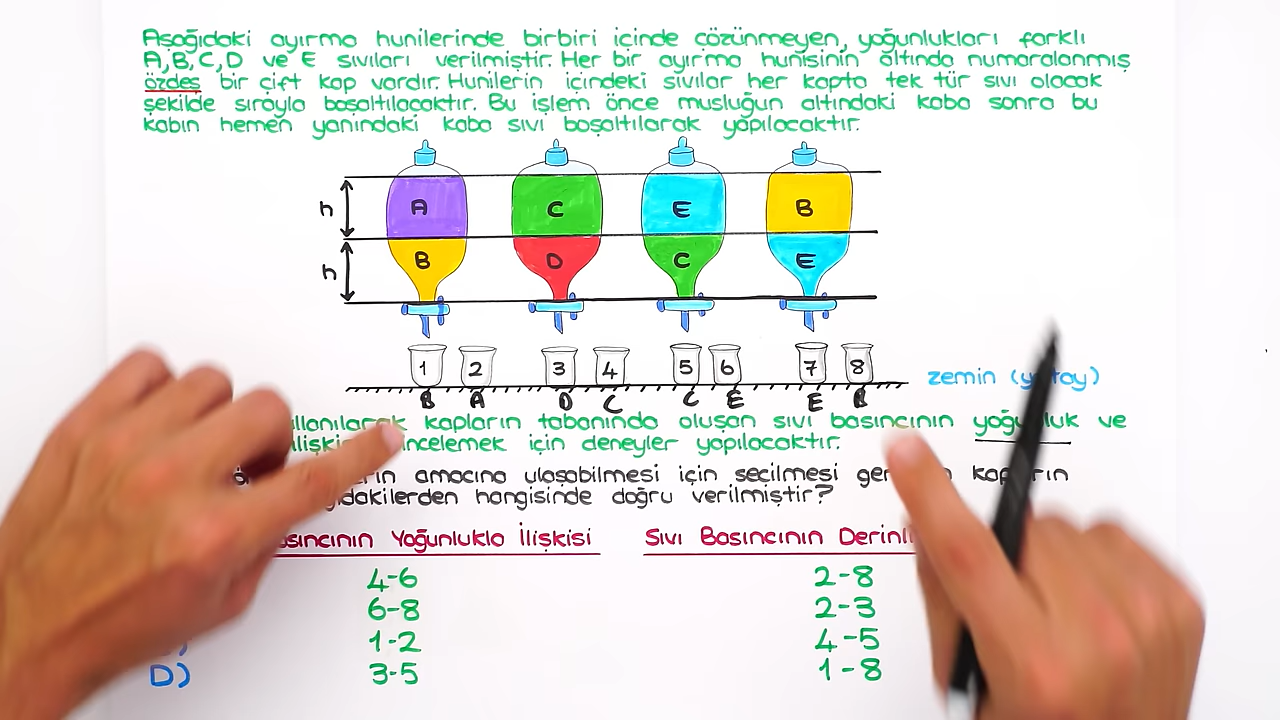 Aşağıdaki ayırma hunilerinde birbiri içinde çözünmeyen, yoğunlukları farklı
A,B,C,D ve E sıvıları verilmiştir. Her bir ayırma hunisinin altında numaralanmış
özdeş bir çift kap vardır. Hunilerin içindeki sıvılar her kapta tek tür sıvı olacak
şekilde sırayla boşaltılacaktır. Bu işlem önce musluğun altındaki kaba sonra bu
kabın hemen yanındaki kaba sıvı boşaltılarak yapılacaktır.
h A C E B
h B D C E
1 2 3 4 5 6 7 8
zemin
B A D C C E E B
kapların tabanında oluşan sıvı basıncının ve
incelemek için deneyler yapılacaktır.
amacına ulaşabilmesi için seçilmesi
hangisinde doğru verilmiştir?
Yoğunlukla İlişkisi Sıvı Basıncının
4-6 2-8
6-8 2-3
1-2 4-5
D) 3-5 1-8